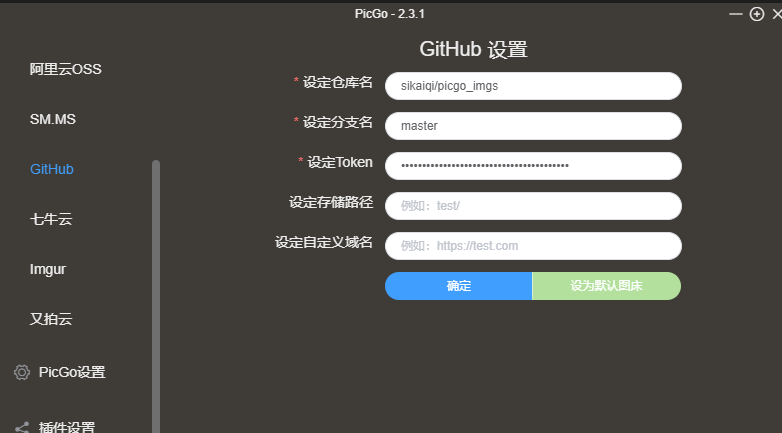 PicGo - 2.3.1
GitHub 设置
阿里云OSS
SM.MS
GitHub
七牛云
Imgur
又拍云
PicGo设置
插件设置
* 设定仓库名 sikaiqi/picgo_imgs
* 设定分支名 master
* 设定Token ••••••••••••••••••••••••••••••••••••••••
设定存储路径 例如：test/
设定自定义域名 例如：https://test.com
确定 设为默认图床